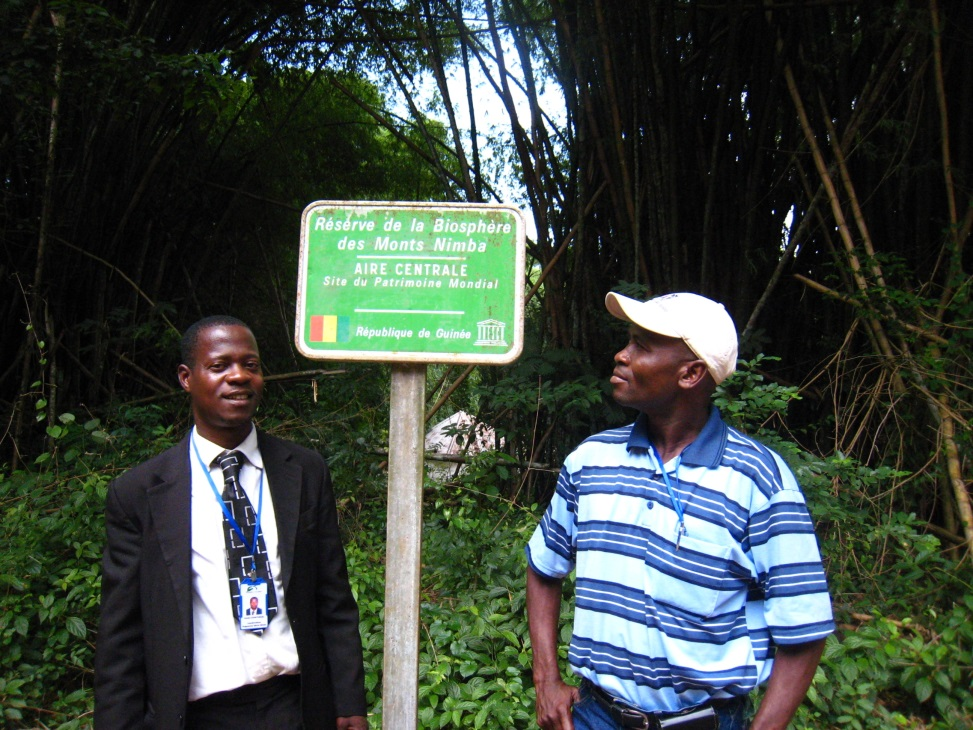 Réserve de la Biosphère
des Monts Nimba
AIRE CENTRALE
Site du Patrimoine Mondial
République de Guinée